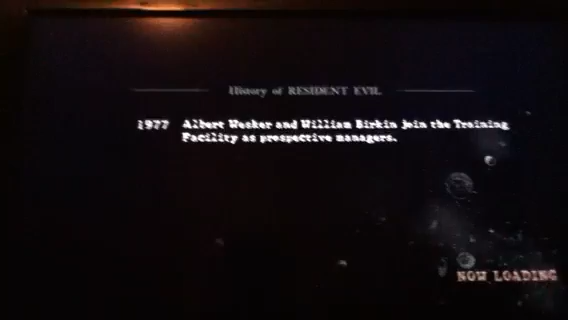 History of RESIDENT EVIL
1977 Albert Wesker and William Birkin join the Training
Facility as prospective managers.
NOW LOADING